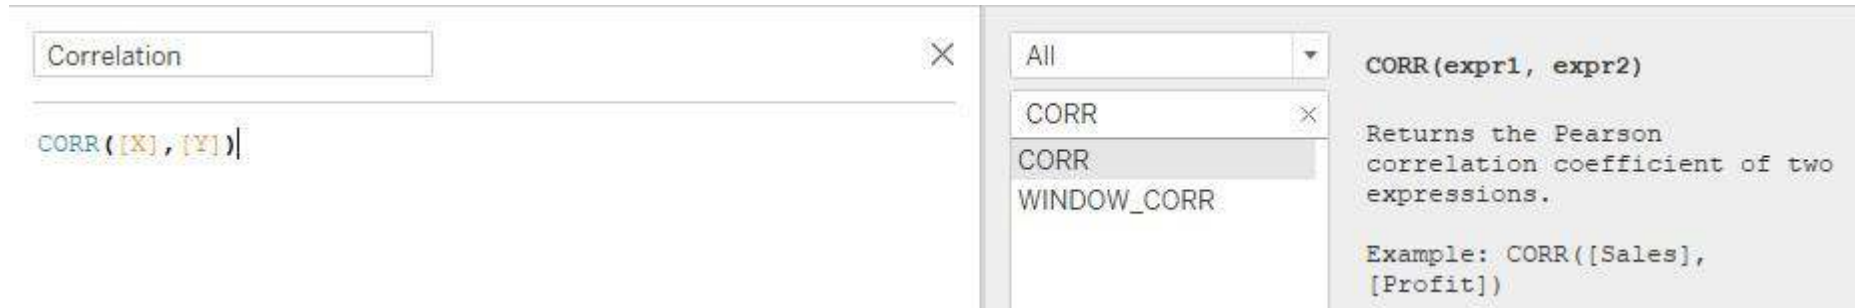 Correlation
CORR([X],[Y])
All
CORR
CORR
WINDOW_CORR
CORR(expr1, expr2)
Returns the Pearson
correlation coefficient of two
expressions.
Example: CORR([Sales],
[Profit])